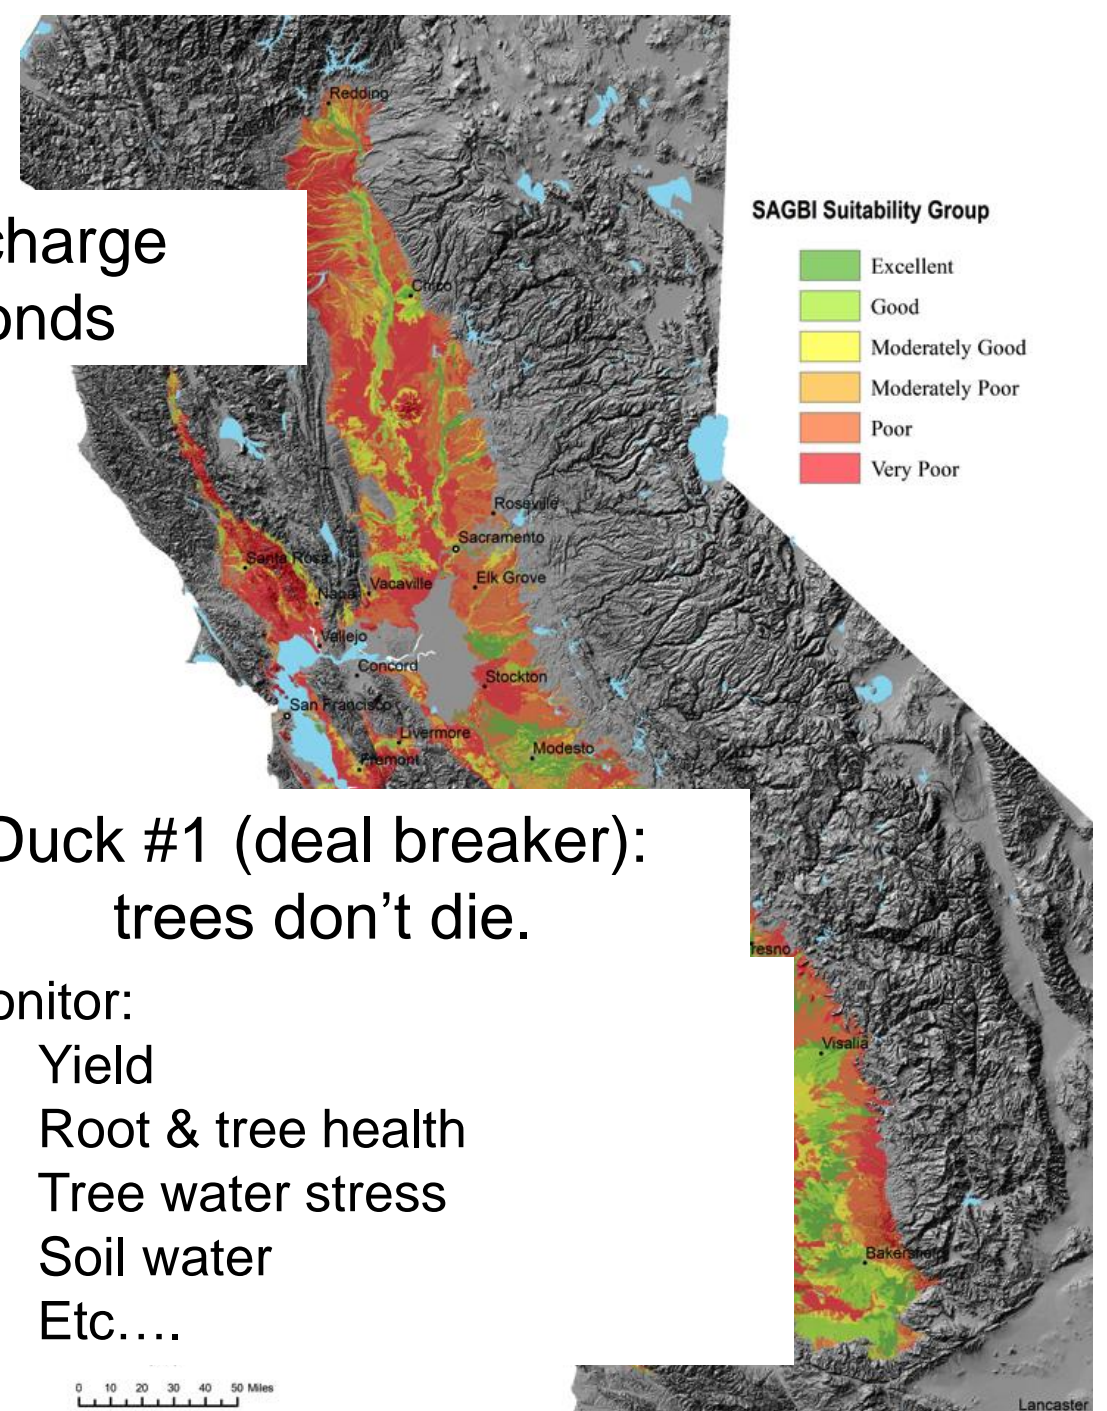 Redding
charge
onds
Chico
SAGBI Suitability Group
Excellent
Good
Moderately Good
Moderately Poor
Poor
Very Poor
Roseville
Sacramento
Santa Rosa
Napa
Vacaville
Elk Grove
Vallejo
Concord
Stockton
San Francisco
Livermore
Fremont
Modesto
Duck #1 (deal breaker):
trees don’t die.
resno
onitor:
Yield
Root & tree health
Tree water stress
Soil water
Etc….
Visalia
Bakersfield
0 10 20 30 40 50 Miles
Lancaster